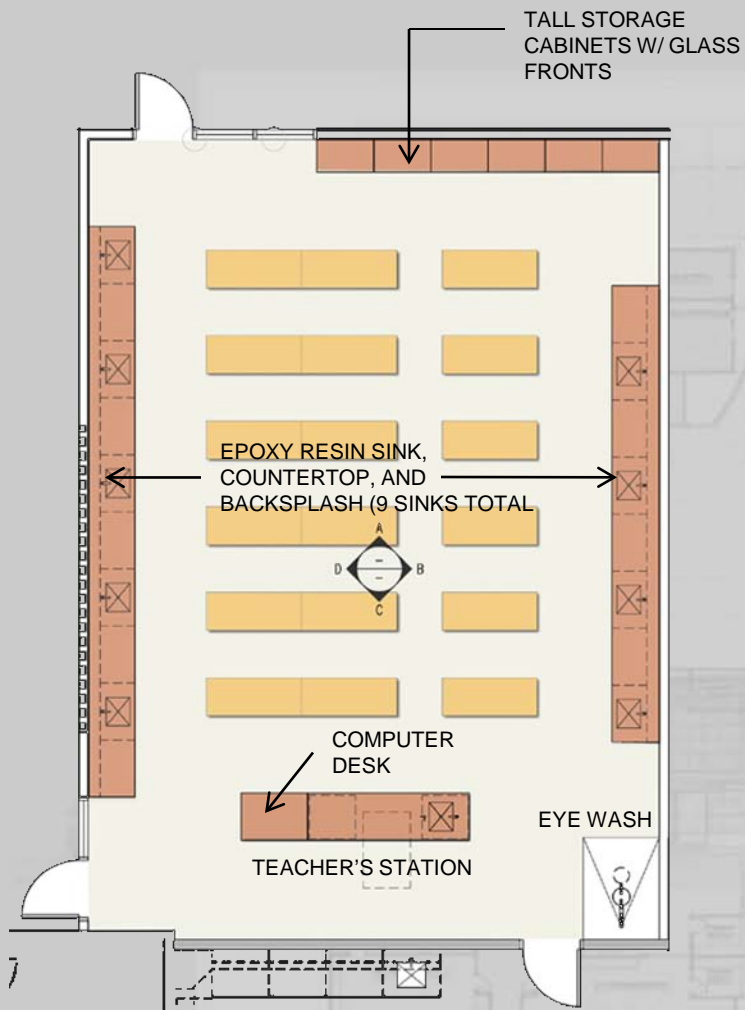 TALL STORAGE
CABINETS W/ GLASS
FRONTS
EPOXY RESIN SINK,
COUNTERTOP, AND
BACKSPLASH (9 SINKS TOTAL
A
D
B
C
COMPUTER
DESK
EYE WASH
TEACHER'S STATION